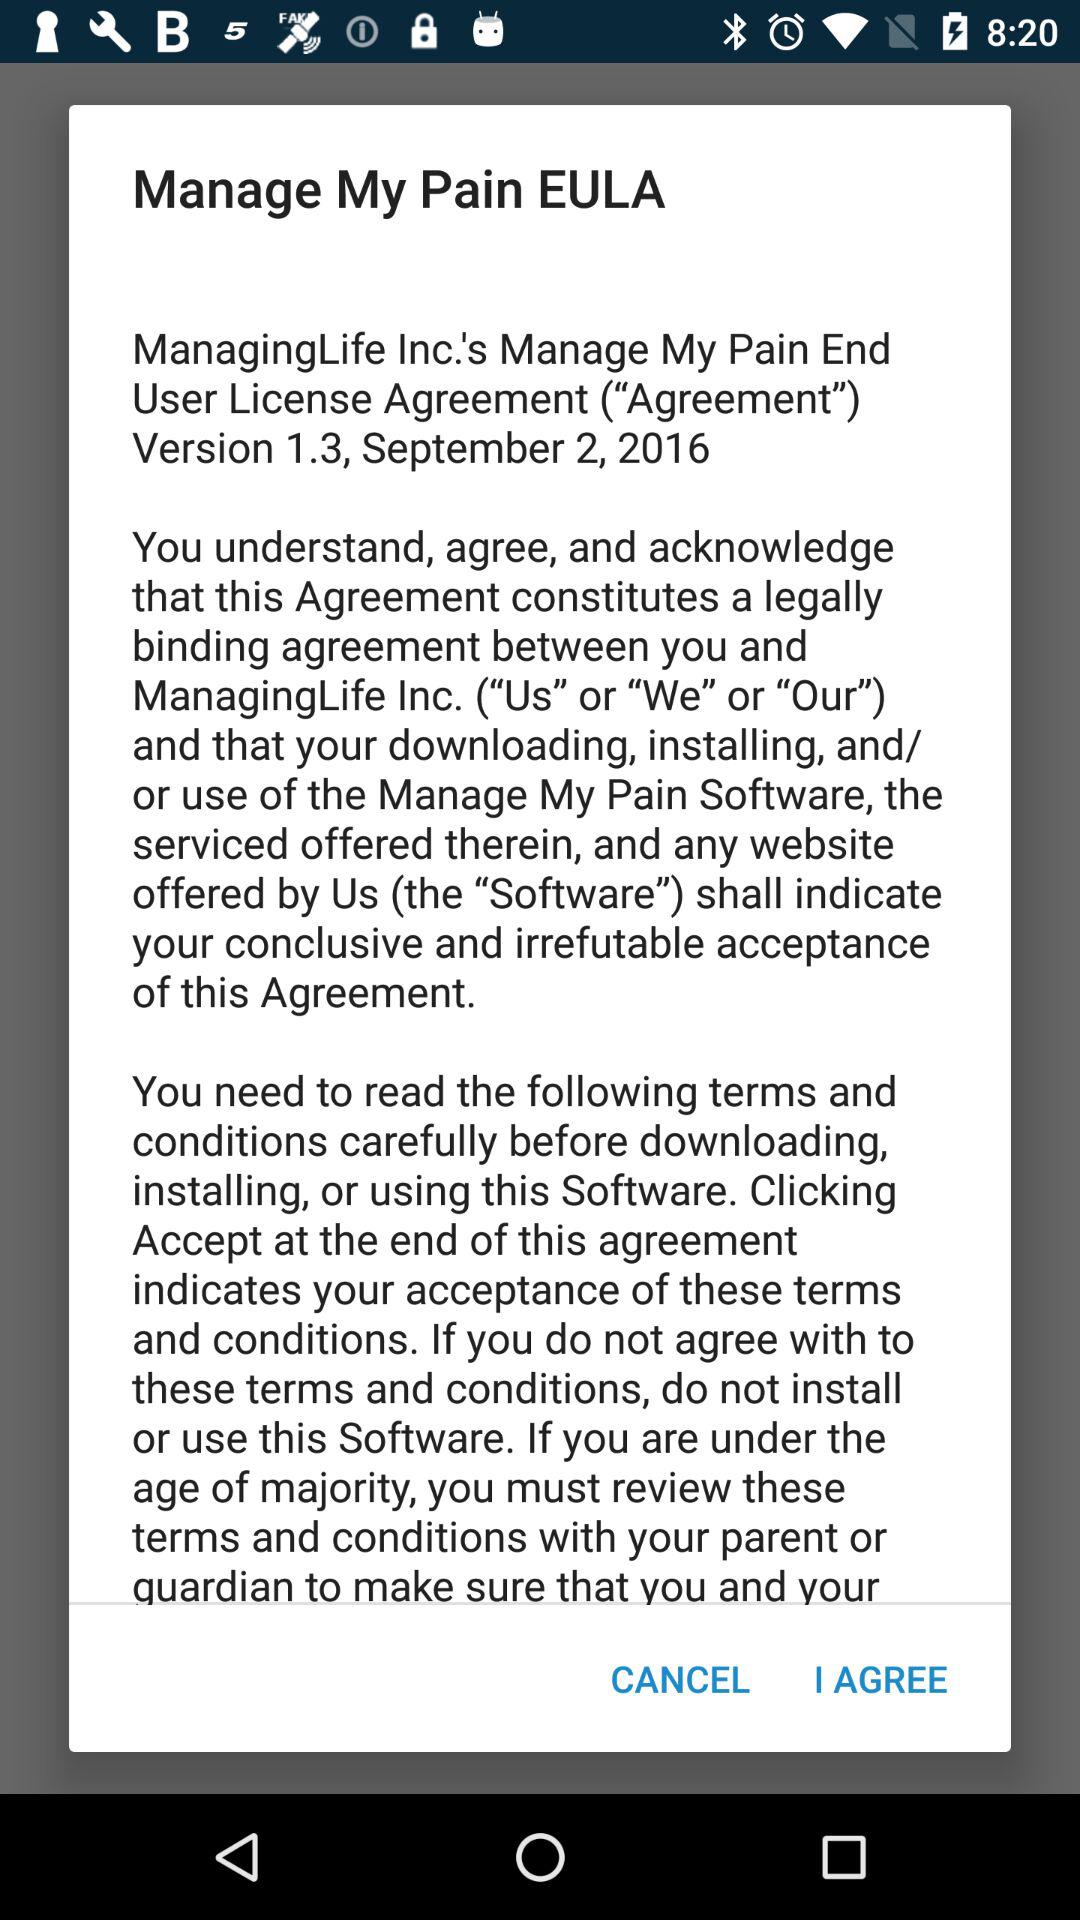 B 5 FAKE 8:20
Manage My Pain EULA
ManagingLife Inc.'s Manage My Pain End
User License Agreement (“Agreement”)
Version 1.3, September 2, 2016
You understand, agree, and acknowledge
that this Agreement constitutes a legally
binding agreement between you and
ManagingLife Inc. (“Us” or “We” or “Our”)
and that your downloading, installing, and/
or use of the Manage My Pain Software, the
serviced offered therein, and any website
offered by Us (the “Software”) shall indicate
your conclusive and irrefutable acceptance
of this Agreement.
You need to read the following terms and
conditions carefully before downloading,
installing, or using this Software. Clicking
Accept at the end of this agreement
indicates your acceptance of these terms
and conditions. If you do not agree with to
these terms and conditions, do not install
or use this Software. If you are under the
age of majority, you must review these
terms and conditions with your parent or
guardian to make sure that you and your
CANCEL I AGREE